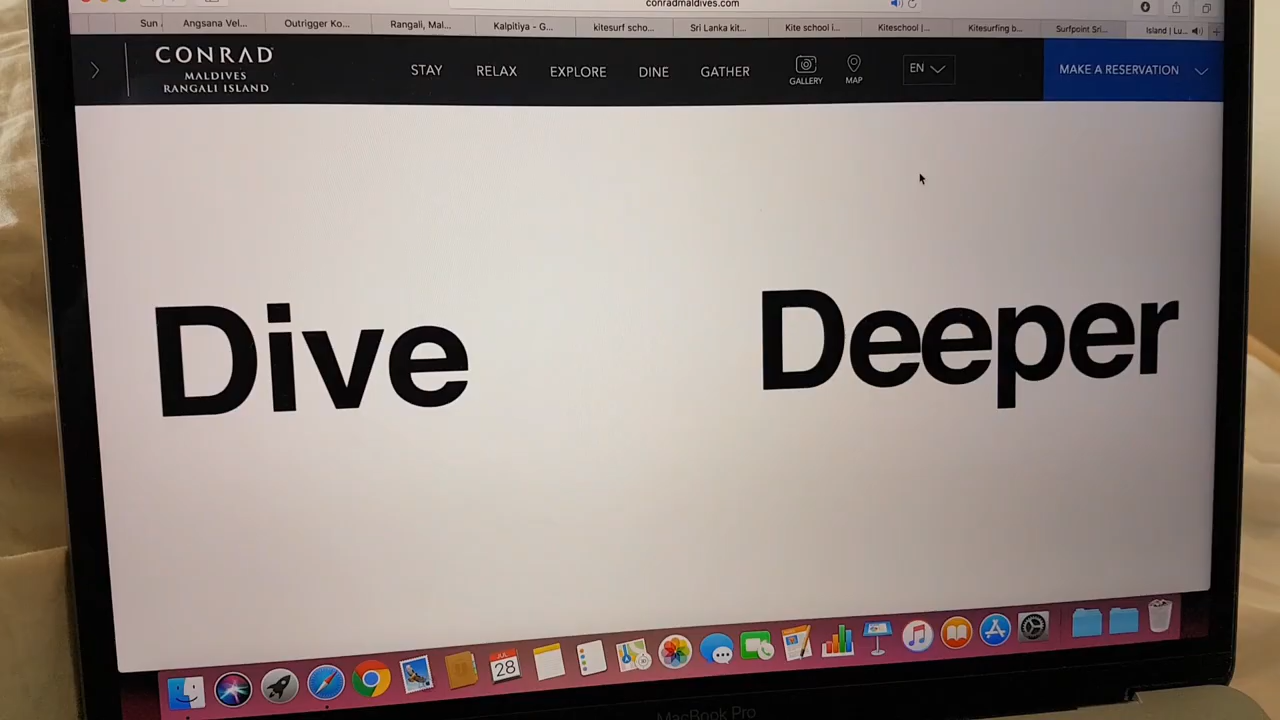 conradmaldives.com
Sun
Angsana Vel...
Outrigger Ko...
Rangali, Mal...
Kalpitiya - G...
kitesurf scho...
Sri Lanka kit...
Kite school i...
Kiteschool |...
Kitesurfing b...
Surfpoint Sri...
Island | Lu...
CONRAD
MALDIVES
RANGALI ISLAND
STAY
RELAX
EXPLORE
DINE
GATHER
GALLERY
MAP
EN
MAKE A RESERVATION
Dive Deeper
JUL
28
MacBook Pro